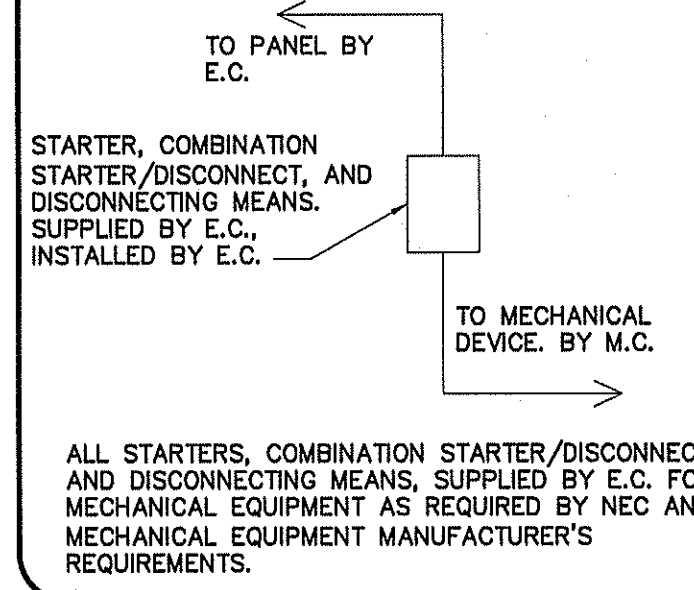 TO PANEL BY
E.C.
STARTER, COMBINATION
STARTER/DISCONNECT, AND
DISCONNECTING MEANS.
SUPPLIED BY E.C.,
INSTALLED BY E.C.
TO MECHANICAL
DEVICE. BY M.C.
ALL STARTERS, COMBINATION STARTER/DISCONNEC
AND DISCONNECTING MEANS, SUPPLIED BY E.C. FO
MECHANICAL EQUIPMENT AS REQUIRED BY NEC AN
MECHANICAL EQUIPMENT MANUFACTURER'S
REQUIREMENTS.